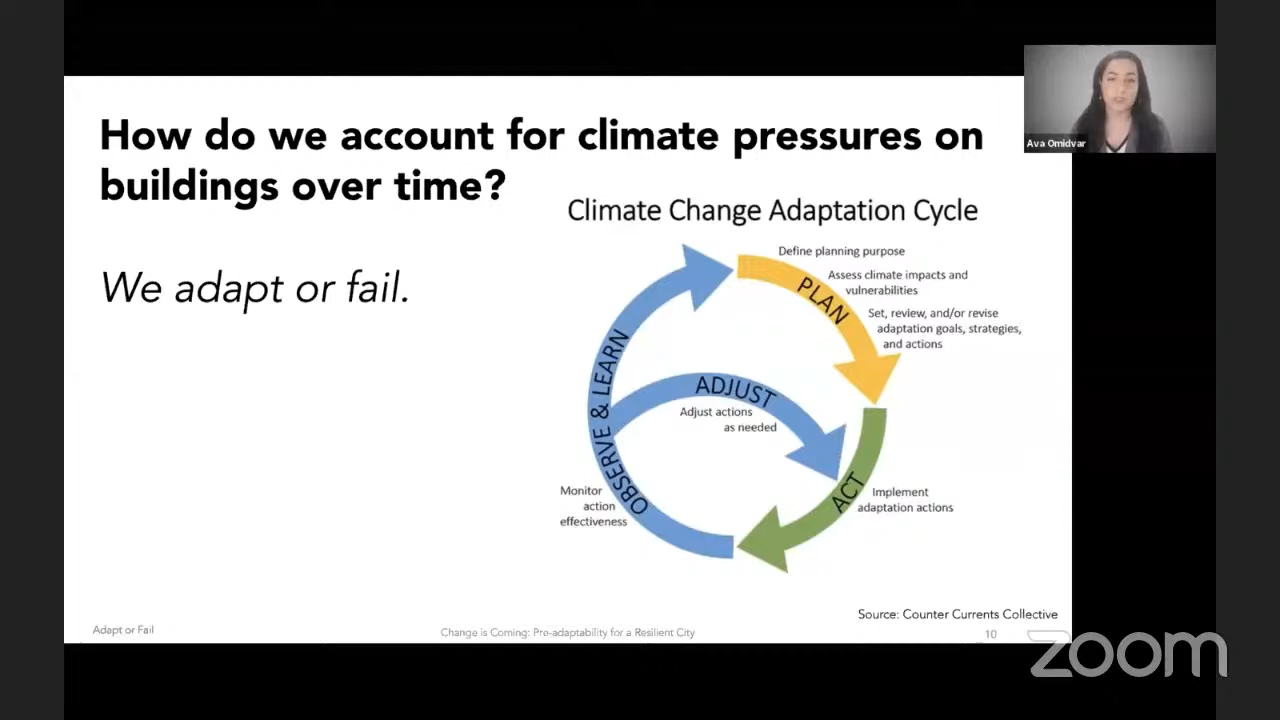 How do we account for climate pressures on
buildings over time?
We adapt or fail.
Climate Change Adaptation Cycle
Define planning purpose
Assess climate impacts and
vulnerabilities
Set, review, and/or revise
adaptation goals, strategies,
and actions
PLAN
OBSERVE & LEARN
ADJUST
Adjust actions
as needed
ACT
Implement
adaptation actions
Monitor
action
effectiveness
Source: Counter Currents Collective
Adapt or Fail
Change is Coming: Pre-adaptability for a Resilient City
10
Ava Omidvar
zoom